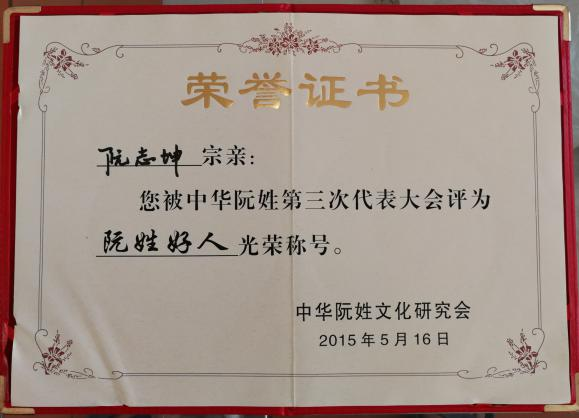 荣誉证书
阮志坤宗亲：
您被中华阮姓第三次代表大会评为
阮姓好人光荣称号。
中华阮姓文化研究会
2015年5月16日